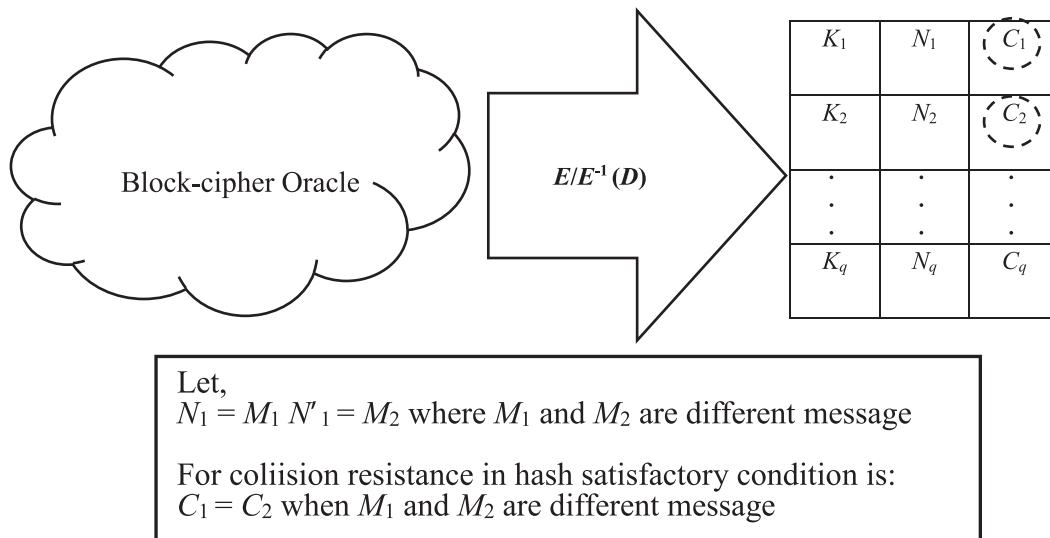 Block-cipher Oracle
E/E⁻¹ (D)
K₁ N₁ C₁
K₂ N₂ C₂
. . .
. . .
. . .
K_q N_q C_q
Let,
N₁ = M₁ N′₁ = M₂ where M₁ and M₂ are different message
For coliision resistance in hash satisfactory condition is:
C₁ = C₂ when M₁ and M₂ are different message